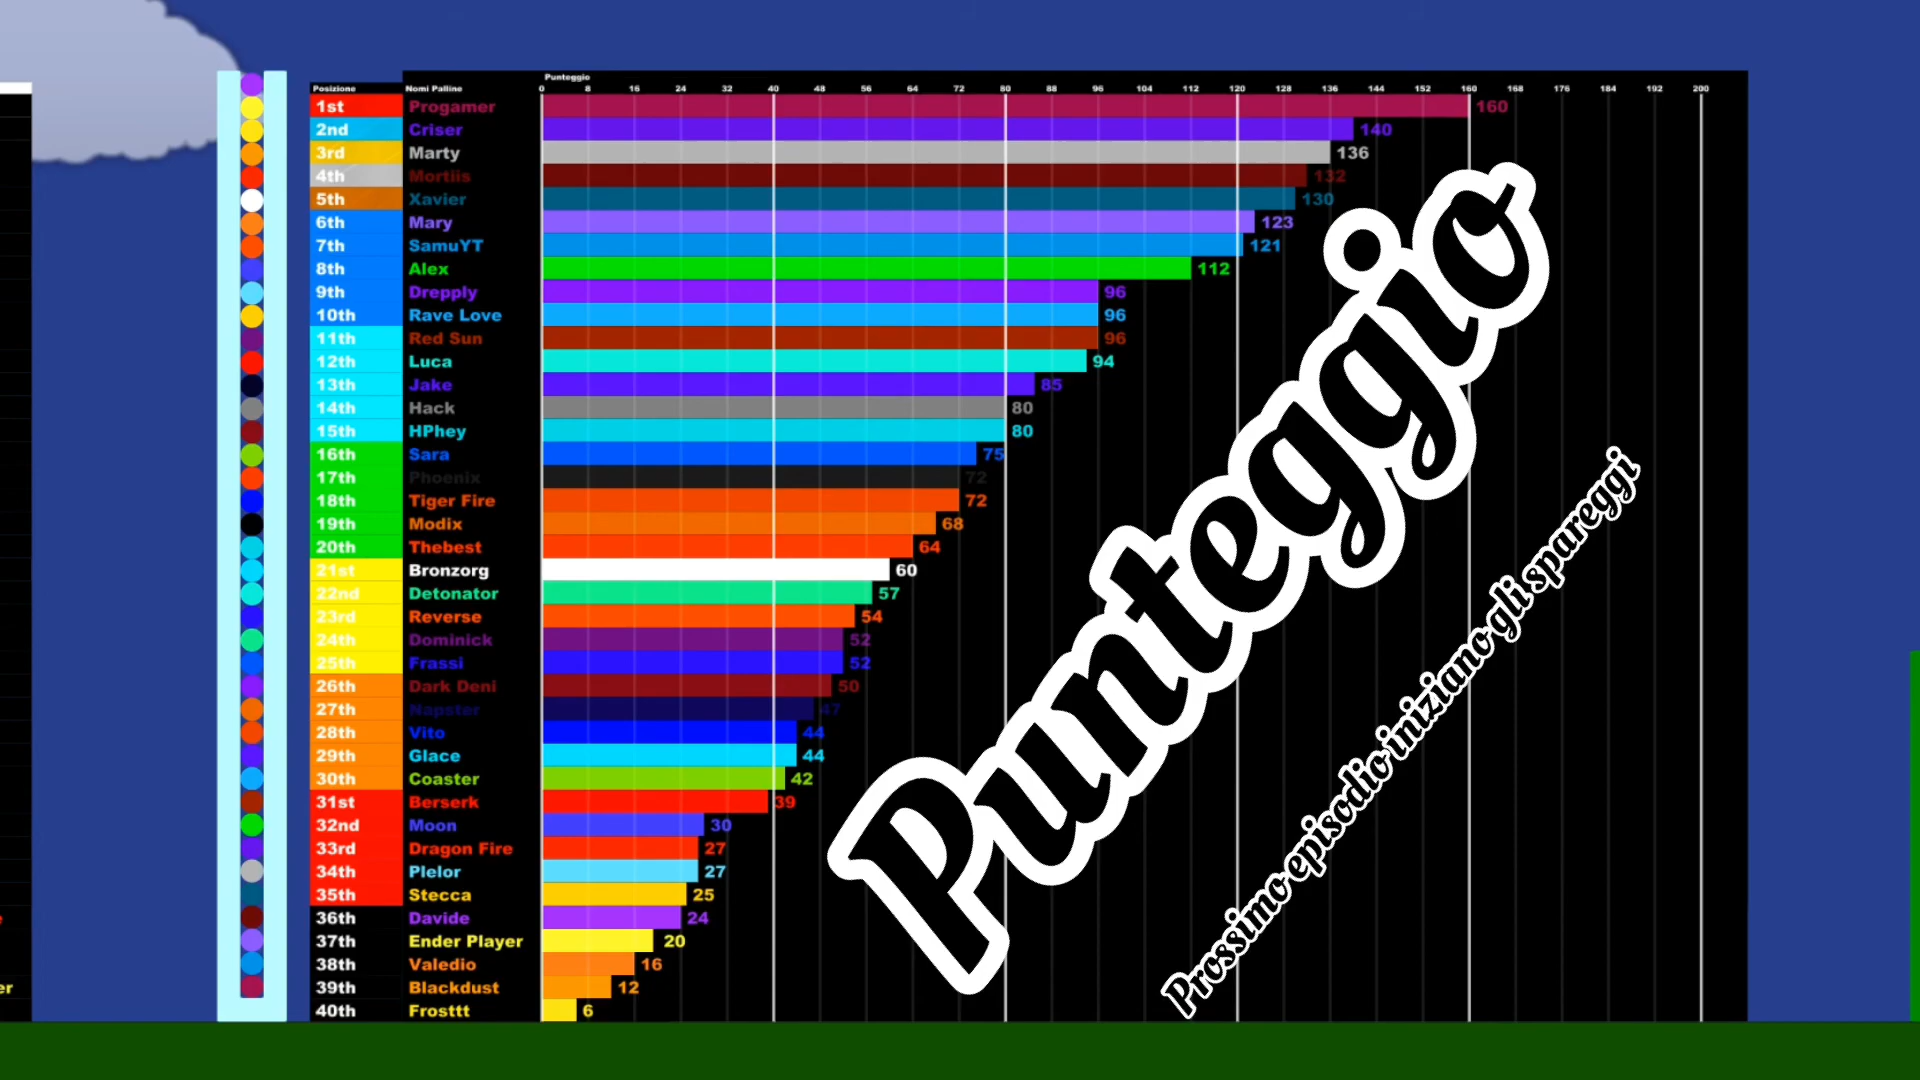 Punteggio
Posizione Nomi Palline 0 8 16 24 32 40 48 56 64 72 80 88 96 104 112 120 128 136 144 152 160 168 176 184 192 200
1st Progamer 160
2nd Criser 140
3rd Marty 136
4th Mortiis 132
5th Xavier 130
6th Mary 123
7th SamuYT 121
8th Alex 112
9th Drepply 96
10th Rave Love 96
11th Red Sun 96
12th Luca 94
13th Jake 85
14th Hack 80
15th HPhey 80
16th Sara 75
17th Phoenix 72
18th Tiger Fire 72
19th Modix 68
20th Thebest 64
21st Bronzorg 60
22nd Detonator 57
23rd Reverse 54
24th Dominick 52
25th Frassi 52
26th Dark Deni 50
27th Napster 47
28th Vito 44
29th Glace 44
30th Coaster 42
31st Berserk 39
32nd Moon 30
33rd Dragon Fire 27
34th Plelor 27
35th Stecca 25
36th Davide 24
37th Ender Player 20
38th Valedio 16
39th Blackdust 12
40th Frosttt 6
Punteggio
Prossimo episodio iniziano gli spareggi
er